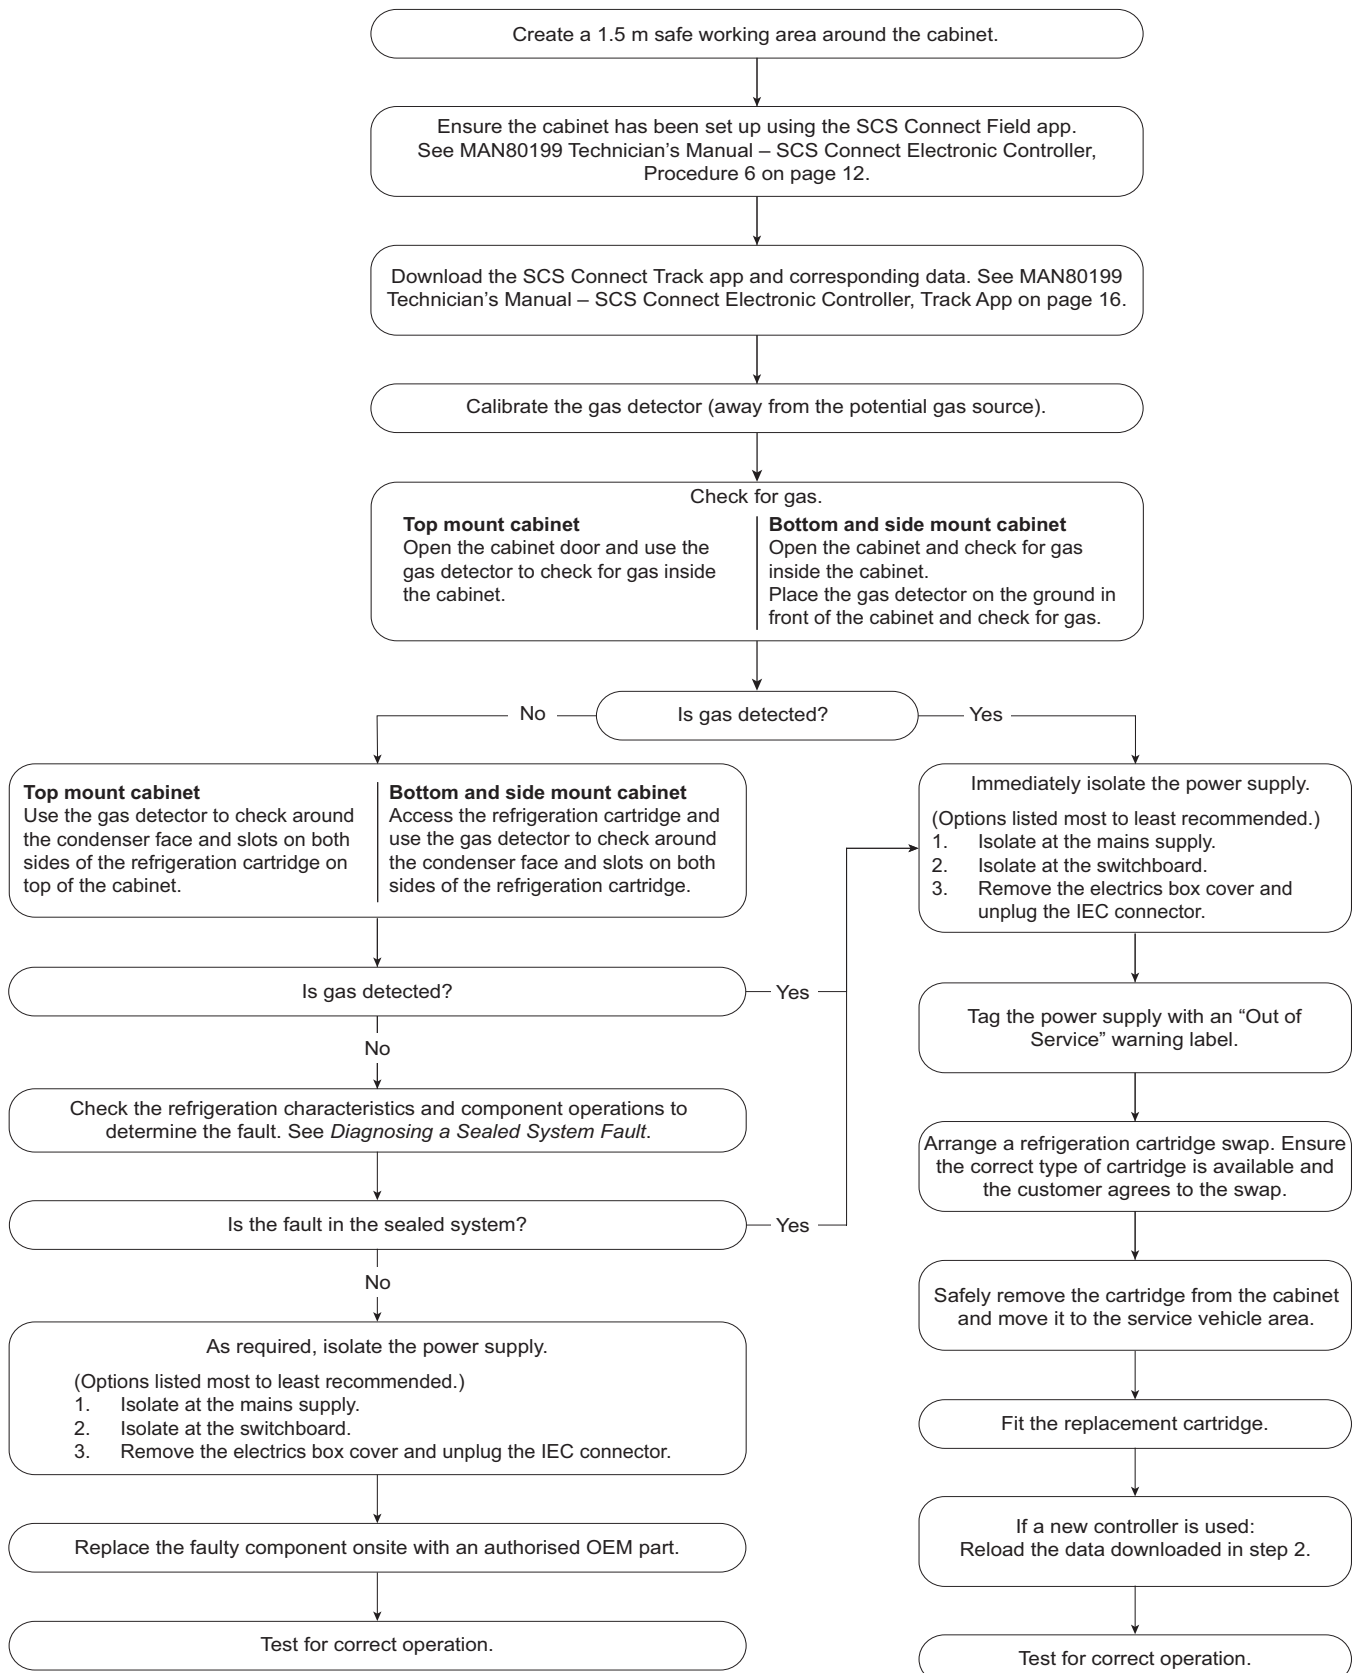 Create a 1.5 m safe working area around the cabinet.
Ensure the cabinet has been set up using the SCS Connect Field app.
See MAN80199 Technician's Manual – SCS Connect Electronic Controller,
Procedure 6 on page 12.
Download the SCS Connect Track app and corresponding data. See MAN80199
Technician's Manual – SCS Connect Electronic Controller, Track App on page 16.
Calibrate the gas detector (away from the potential gas source).
Check for gas.
Top mount cabinet
Open the cabinet door and use the
gas detector to check for gas inside
the cabinet.
Bottom and side mount cabinet
Open the cabinet and check for gas
inside the cabinet.
Place the gas detector on the ground in
front of the cabinet and check for gas.
Is gas detected?
No
Yes
Top mount cabinet
Use the gas detector to check around
the condenser face and slots on both
sides of the refrigeration cartridge on
top of the cabinet.
Bottom and side mount cabinet
Access the refrigeration cartridge and
use the gas detector to check around
the condenser face and slots on both
sides of the refrigeration cartridge.
Is gas detected?
Yes
No
Check the refrigeration characteristics and component operations to
determine the fault. See Diagnosing a Sealed System Fault.
Is the fault in the sealed system?
Yes
No
As required, isolate the power supply.
(Options listed most to least recommended.)
1. Isolate at the mains supply.
2. Isolate at the switchboard.
3. Remove the electrics box cover and unplug the IEC connector.
Replace the faulty component onsite with an authorised OEM part.
Test for correct operation.
Immediately isolate the power supply.
(Options listed most to least recommended.)
1. Isolate at the mains supply.
2. Isolate at the switchboard.
3. Remove the electrics box cover and
unplug the IEC connector.
Tag the power supply with an “Out of
Service” warning label.
Arrange a refrigeration cartridge swap. Ensure
the correct type of cartridge is available and
the customer agrees to the swap.
Safely remove the cartridge from the cabinet
and move it to the service vehicle area.
Fit the replacement cartridge.
If a new controller is used:
Reload the data downloaded in step 2.
Test for correct operation.